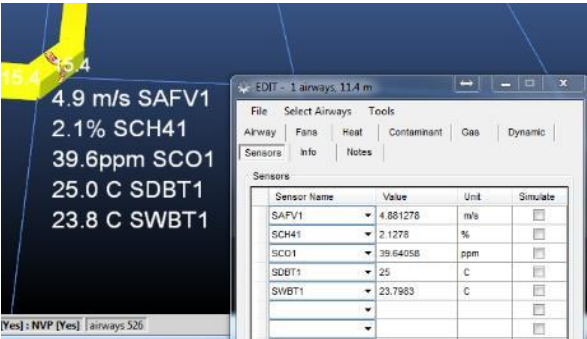 15.4
15.4
4.9 m/s SAFV1
2.1% SCH41
39.6ppm SCO1
25.0 C SDBT1
23.8 C SWBT1
[Yes] : NVP [Yes] airways 526
EDIT - 1 airways, 11.4 m
File Select Airways Tools
Airway Fans Heat Contaminant Gas Dynamic
Sensors Info Notes
Sensors
Sensor Name Value Unit Simulate
SAFV1 4.881278 m/s
SCH41 2.1278 %
SCO1 39.64058 ppm
SDBT1 25 C
SWBT1 23.7983 C